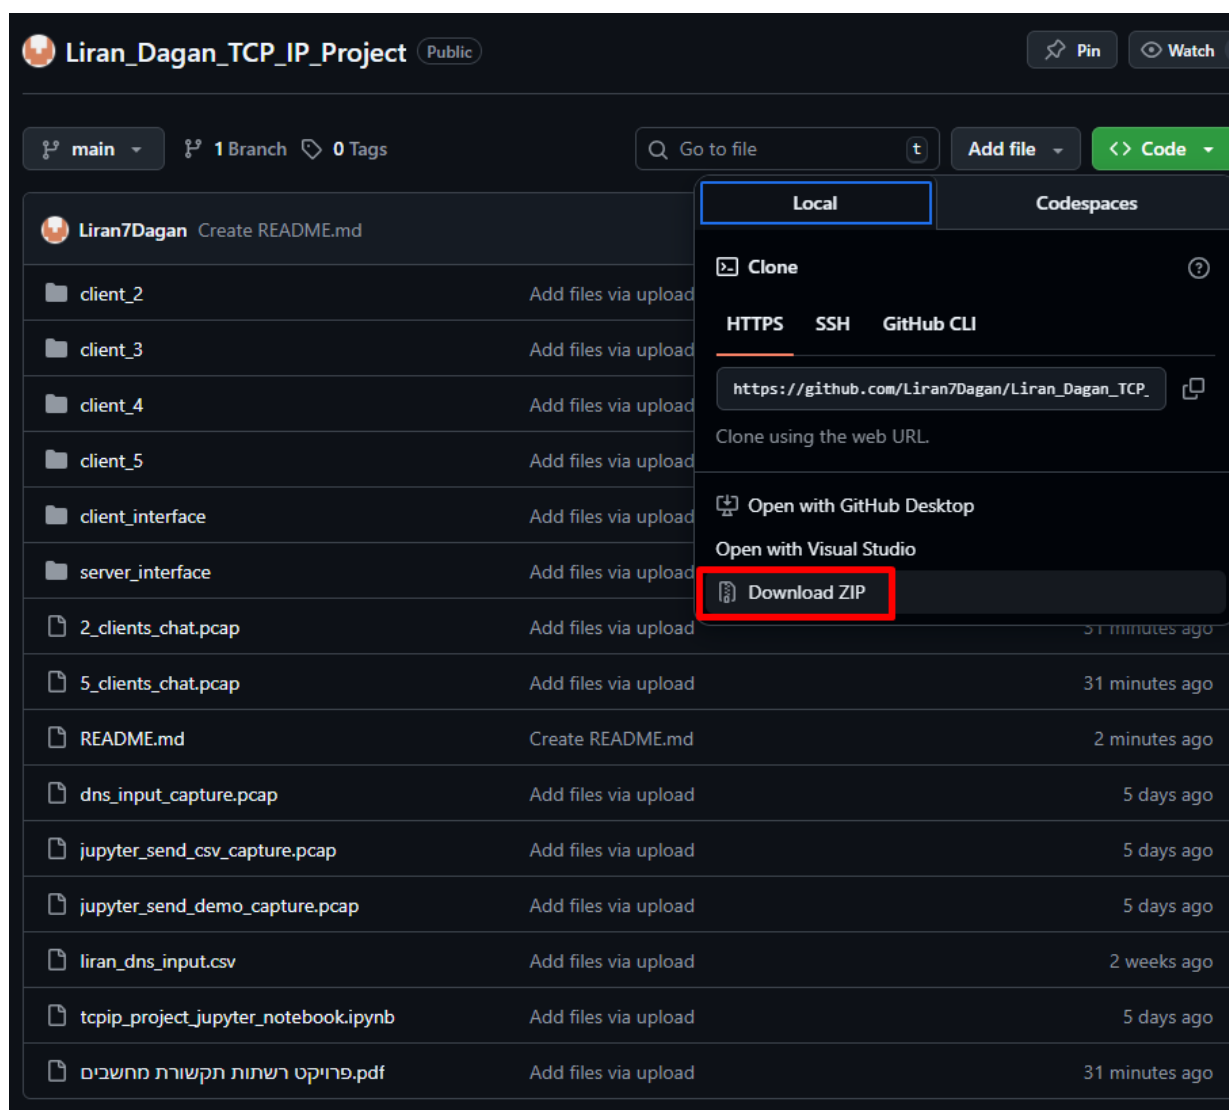 Liran_Dagan_TCP_IP_Project Public Pin Watch
main 1 Branch 0 Tags Go to file t Add file <> Code
Liran7Dagan Create README.md
Local Codespaces
Clone
HTTPS SSH GitHub CLI
https://github.com/Liran7Dagan/Liran_Dagan_TCP_
Clone using the web URL.
Open with GitHub Desktop
Open with Visual Studio
Download ZIP
client_2 Add files via upload
client_3 Add files via upload
client_4 Add files via upload
client_5 Add files via upload
client_interface Add files via upload
server_interface Add files via upload
2_clients_chat.pcap Add files via upload 31 minutes ago
5_clients_chat.pcap Add files via upload 31 minutes ago
README.md Create README.md 2 minutes ago
dns_input_capture.pcap Add files via upload 5 days ago
jupyter_send_csv_capture.pcap Add files via upload 5 days ago
jupyter_send_demo_capture.pcap Add files via upload 5 days ago
liran_dns_input.csv Add files via upload 2 weeks ago
tcpip_project_jupyter_notebook.ipynb Add files via upload 5 days ago
פרויקט רשתות תקשורת מחשבים.pdf Add files via upload 31 minutes ago